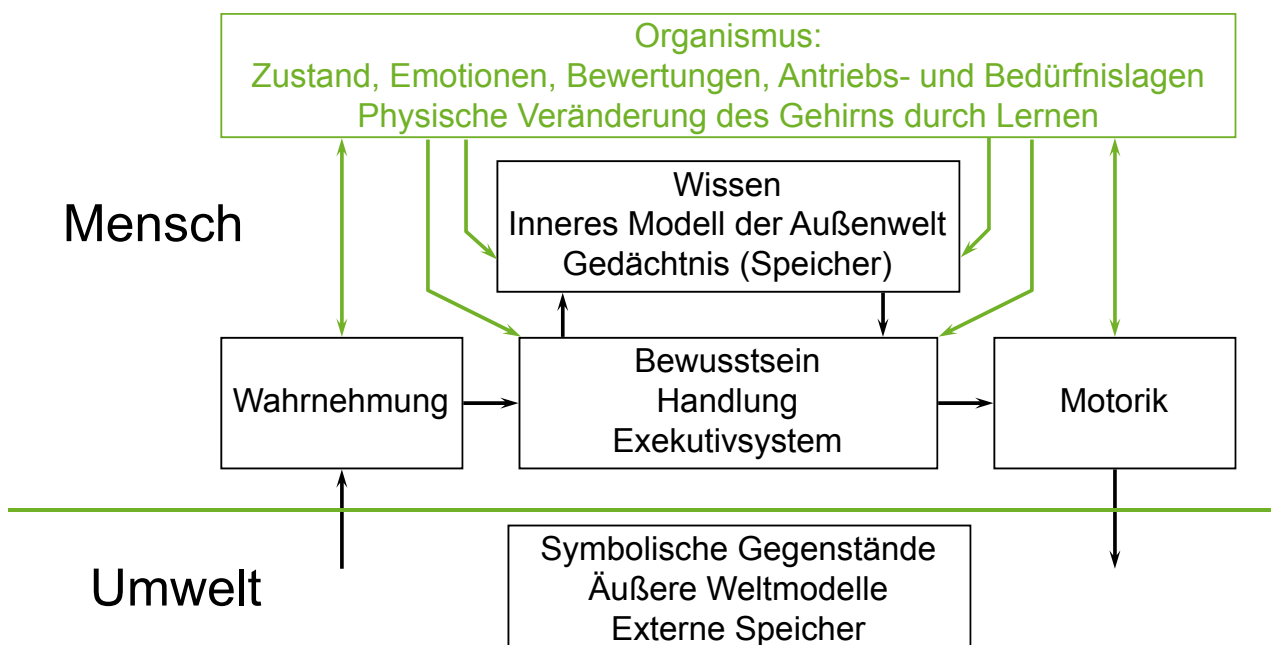 Organismus:
Zustand, Emotionen, Bewertungen, Antriebs- und Bedürfnislagen
Physische Veränderung des Gehirns durch Lernen
Mensch
Wissen
Inneres Modell der Außenwelt
Gedächtnis (Speicher)
Wahrnehmung
Bewusstsein
Handlung
Exekutivsystem
Motorik
Umwelt
Symbolische Gegenstände
Äußere Weltmodelle
Externe Speicher